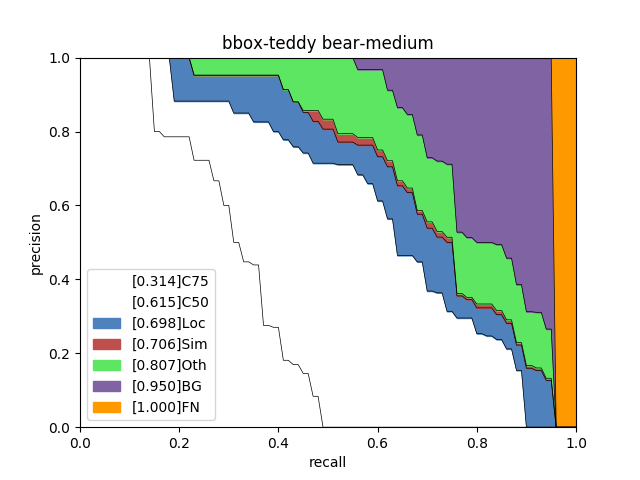 bbox-teddy bear-medium
precision
1.0
0.8
0.6
0.4
0.2
0.0
[0.314]C75
[0.615]C50
[0.698]Loc
[0.706]Sim
[0.807]Oth
[0.950]BG
[1.000]FN
0.0 0.2 0.4 0.6 0.8 1.0
recall